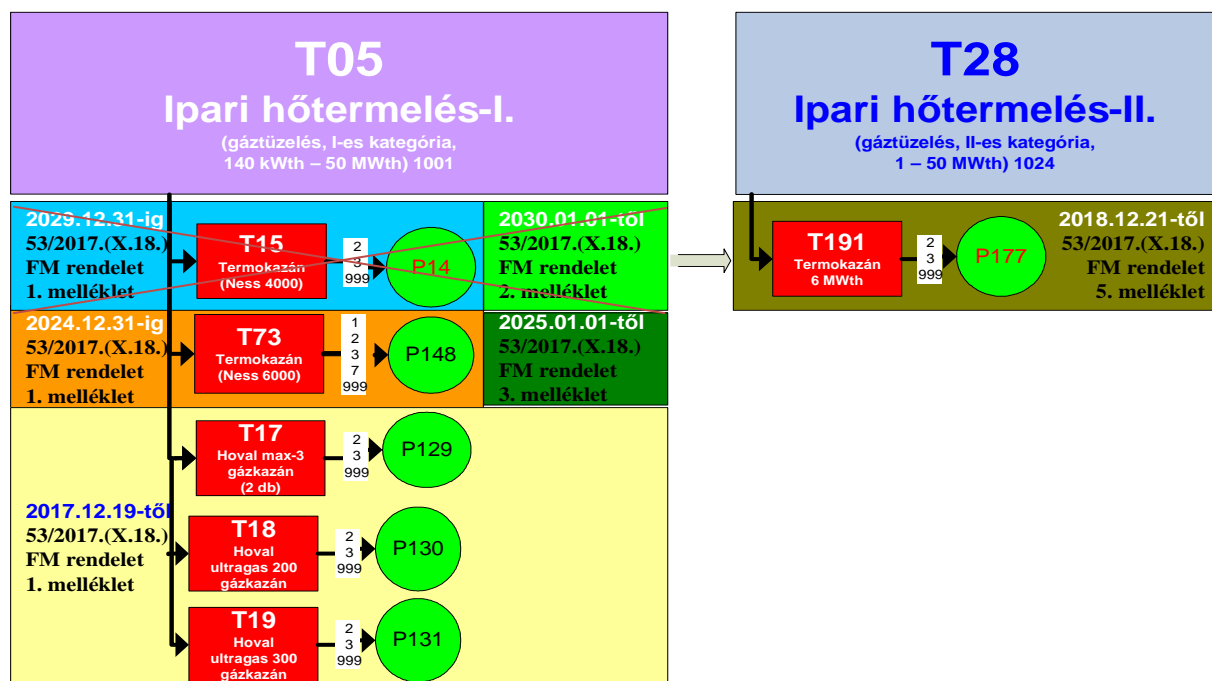 T05
Ipari hőtermelés-I.
(gáztüzelés, I-es kategória,
140 kWth – 50 MWth) 1001
2029.12.31-ig
53/2017.(X.18.)
FM rendelet
1. melléklet
T15
Termokazán
(Ness 4000)
2
3
999
P14
2030.01.01-től
53/2017.(X.18.)
FM rendelet
2. melléklet
2024.12.31-ig
53/2017.(X.18.)
FM rendelet
1. melléklet
T73
Termokazán
(Ness 6000)
1
2
3
7
999
P148
2025.01.01-től
53/2017.(X.18.)
FM rendelet
3. melléklet
2017.12.19-től
53/2017.(X.18.)
FM rendelet
1. melléklet
T17
Hoval max-3
gázkazán
(2 db)
2
3
999
P129
T18
Hoval
ultragas 200
gázkazán
2
3
999
P130
T19
Hoval
ultragas 300
gázkazán
2
3
999
P131
T28
Ipari hőtermelés-II.
(gáztüzelés, II-es kategória,
1 – 50 MWth) 1024
T191
Termokazán
6 MWth
2
3
999
P177
2018.12.21-től
53/2017.(X.18.)
FM rendelet
5. melléklet